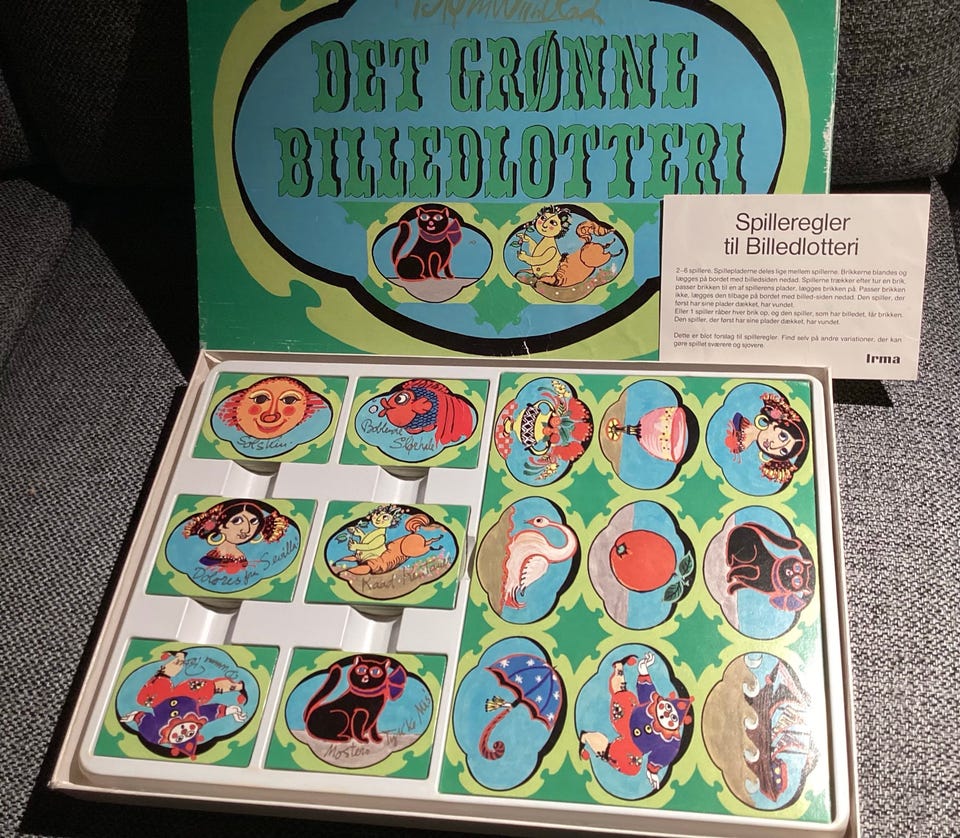 Bjørn Wiinblad
DET GRØNNE
BILLEDLOTTERI
Spilleregler
til Billedlotteri
2–6 spillere. Spillepladerne deles lige mellem spillerne. Brikkerne blandes og
lægges på bordet med billedsiden nedad. Spillerne trækker efter tur en brik,
passer brikken til en af spillerens plader, lægges brikken på. Passer brikken
ikke, lægges den tilbage på bordet med billed-siden nedad. Den spiller, der
først har sine plader dækket, har vundet.
Eller 1 spiller råber hver brik op, og den spiller, som har billedet, får brikken.
Den spiller, der først har sine plader dækket, har vundet.
Dette er blot forslag til spilleregler. Find selv på andre variationer, der kan
gøre spillet sværere og sjovere.
Irma
Solskin
Boblende
Slørhale
Dolores fra Sevilla
Mosters